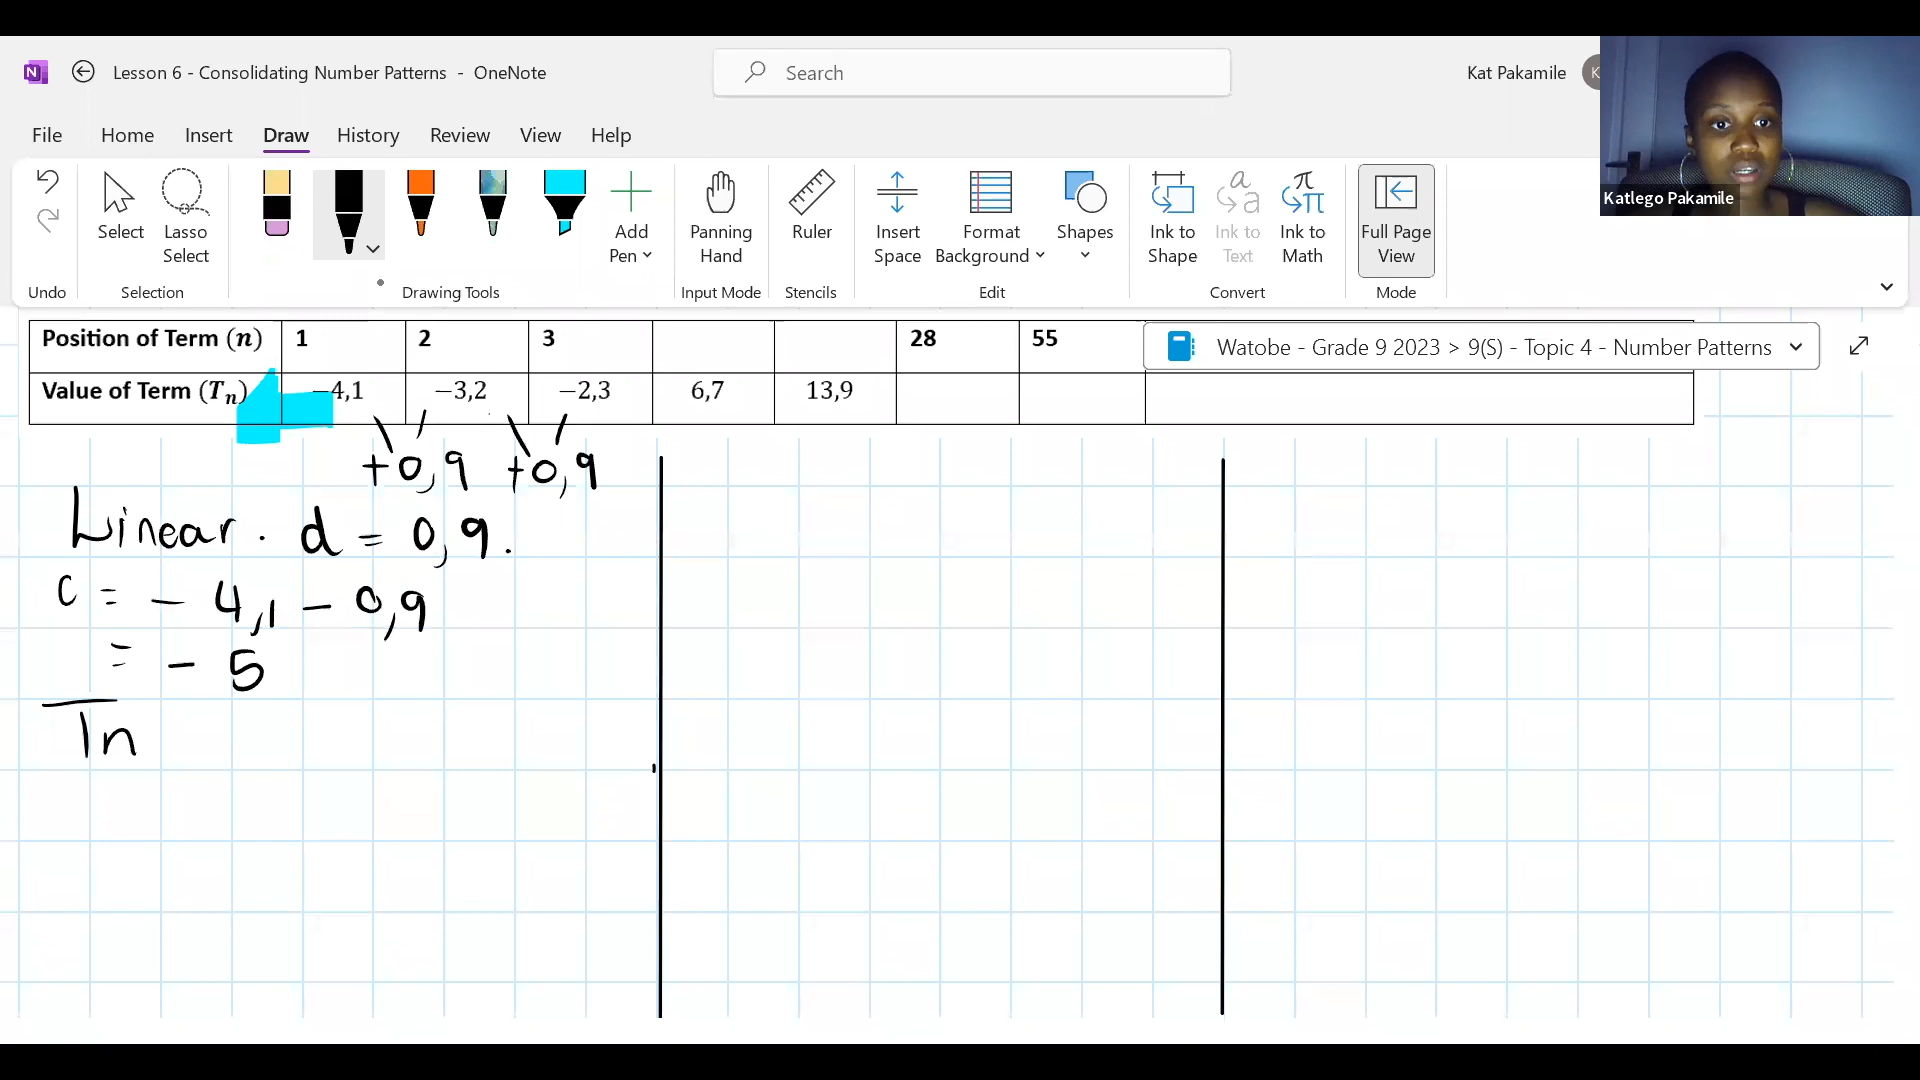 Lesson 6 - Consolidating Number Patterns - OneNote
Search
Kat Pakamile
K
Katlego Pakamile
File Home Insert Draw History Review View Help
Select
Lasso Select
Add Pen
Panning Hand
Ruler
Insert Space
Format Background
Shapes
Ink to Shape
Ink to Text
Ink to Math
Full Page View
Undo Selection Drawing Tools Input Mode Stencils Edit Convert Mode
Position of Term (n) 1 2 3 28 55
Watobe - Grade 9 2023 > 9(S) - Topic 4 - Number Patterns
Value of Term (Tn) −4,1 −3,2 −2,3 6,7 13,9
+0,9 +0,9
Linear. d = 0,9.
c = - 4,1 - 0,9
= - 5
Tn